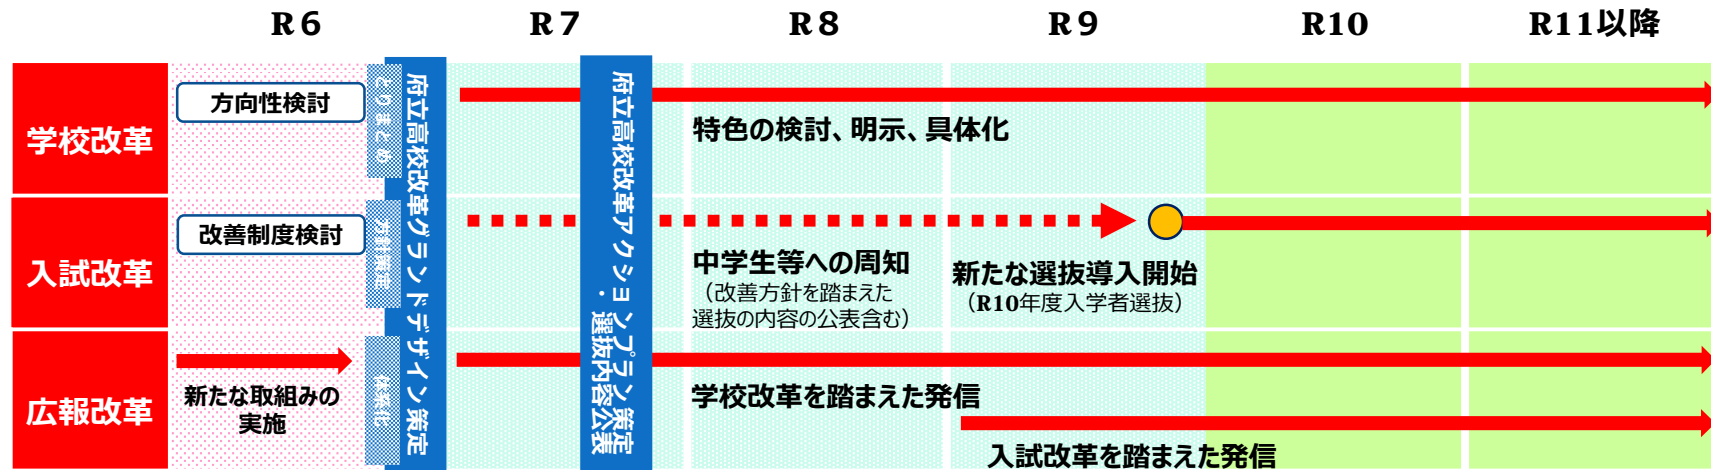 R6
R7
R8
R9
R10
R11以降
学校改革
方向性検討
とりまとめ
府立高校改革グランドデザイン策定
府立高校改革アクションプラン策定
・選抜内容公表
特色の検討、明示、具体化
入試改革
改善制度検討
方針策定
中学生等への周知
（改善方針を踏まえた
選抜の内容の公表含む）
新たな選抜導入開始
（R10年度入学者選抜）
広報改革
新たな取組みの
実施
体系化
学校改革を踏まえた発信
入試改革を踏まえた発信